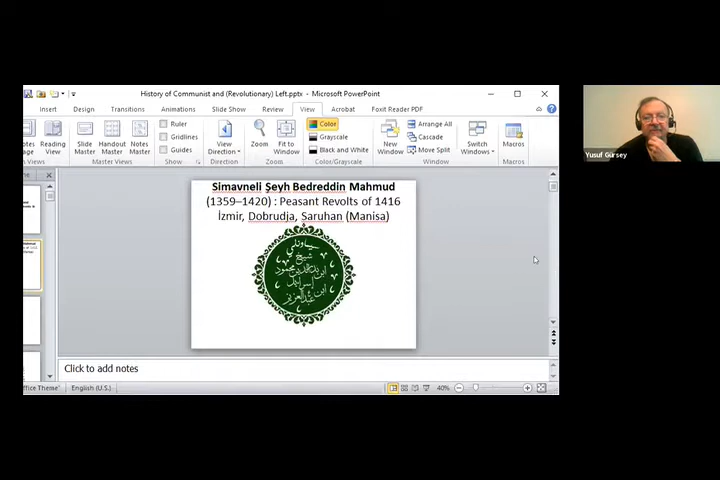 History of Communist and (Revolutionary) Left.pptx - Microsoft PowerPoint
Insert Design Transitions Animations Slide Show Review View Acrobat Foxit Reader PDF
Reading View
Slide Master
Handout Master
Notes Master
Master Views
Ruler
Gridlines
Guides
Show
View Direction
Direction
Zoom
Fit to Window
Zoom
Color
Grayscale
Black and White
Color/Grayscale
New Window
Arrange All
Cascade
Move Split
Window
Switch Windows
Macros
Macros
Simavneli Şeyh Bedreddin Mahmud
(1359–1420) : Peasant Revolts of 1416
İzmir, Dobrudja, Saruhan (Manisa)
شيخ
Click to add notes
English (U.S.)
40%
Yusuf Gürsey